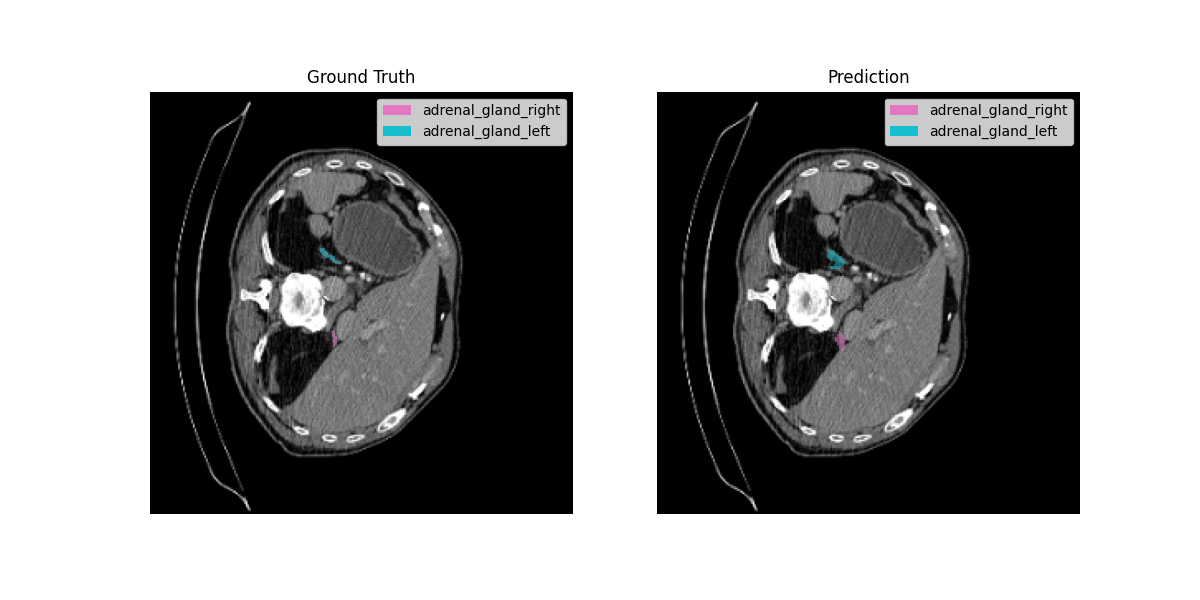 Ground Truth
adrenal_gland_right
adrenal_gland_left
Prediction
adrenal_gland_right
adrenal_gland_left